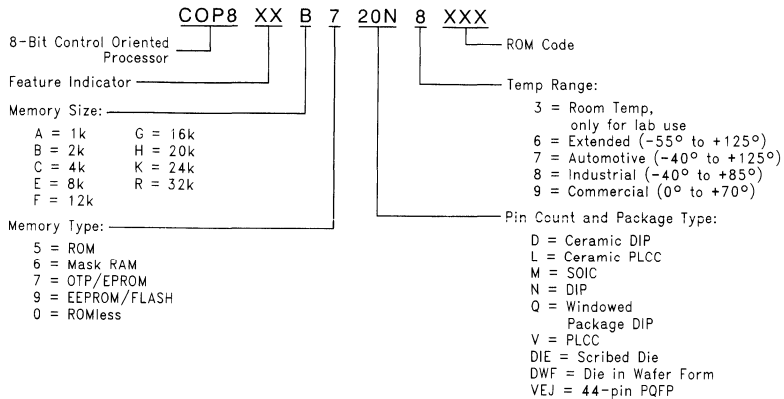 COP8 XX B 7 20N 8 XXX
8-Bit Control Oriented
Processor
Feature Indicator
Memory Size:
A = 1k G = 16k
B = 2k H = 20k
C = 4k K = 24k
E = 8k R = 32k
F = 12k
Memory Type:
5 = ROM
6 = Mask RAM
7 = OTP/EPROM
9 = EEPROM/FLASH
0 = ROMless
ROM Code
Temp Range:
3 = Room Temp,
only for lab use
6 = Extended (-55° to +125°)
7 = Automotive (-40° to +125°)
8 = Industrial (-40° to +85°)
9 = Commercial (0° to +70°)
Pin Count and Package Type:
D = Ceramic DIP
L = Ceramic PLCC
M = SOIC
N = DIP
Q = Windowed
Package DIP
V = PLCC
DIE = Scribed Die
DWF = Die in Wafer Form
VEJ = 44-pin PQFP